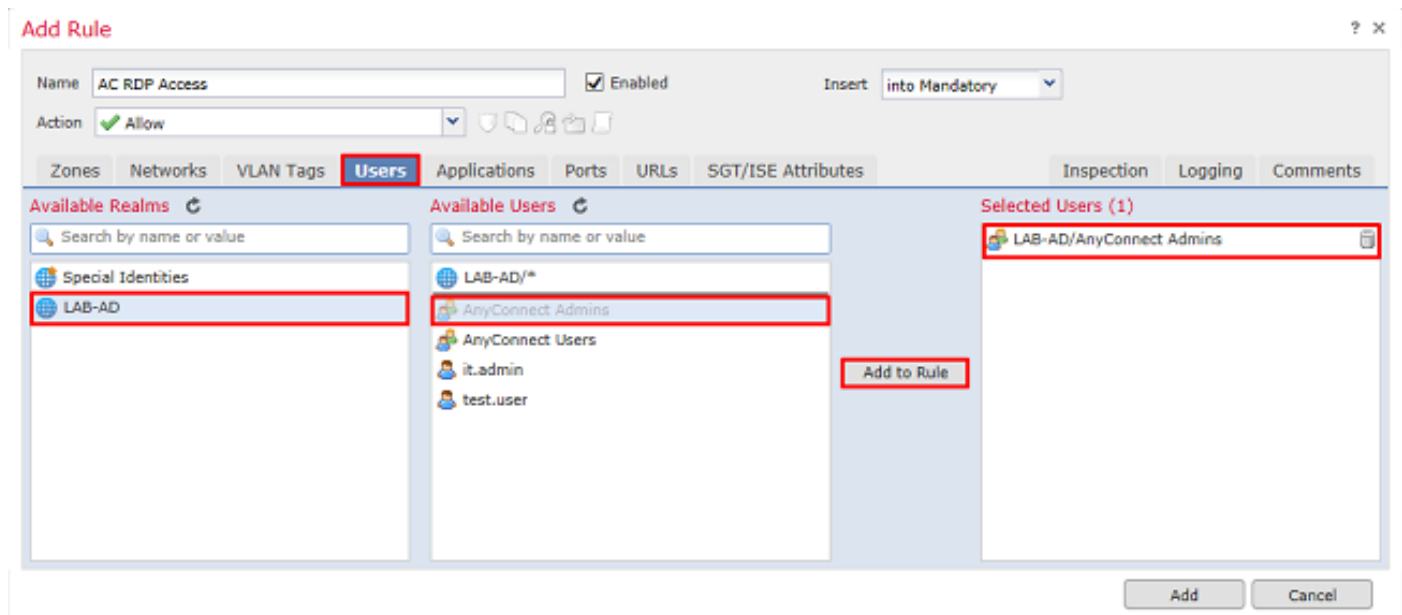 Add Rule
? ×
Name AC RDP Access Enabled Insert into Mandatory
Action Allow
Zones Networks VLAN Tags Users Applications Ports URLs SGT/ISE Attributes Inspection Logging Comments
Available Realms Available Users Selected Users (1)
Search by name or value Search by name or value LAB-AD/AnyConnect Admins
Special Identities LAB-AD/*
LAB-AD AnyConnect Admins
AnyConnect Users
it.admin Add to Rule
test.user
Add Cancel